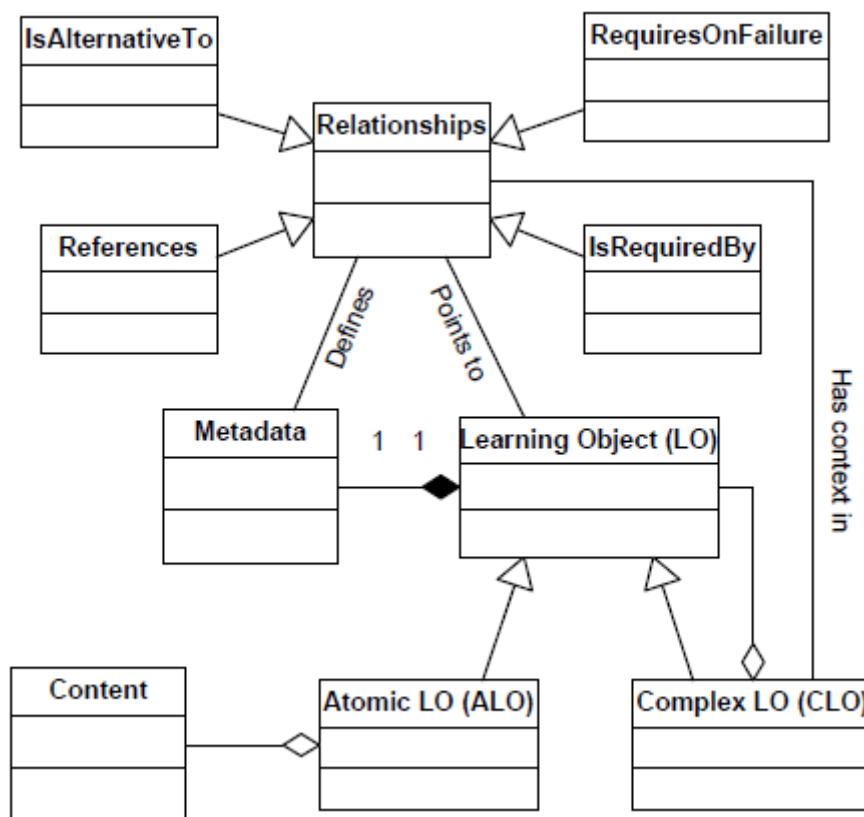 IsAlternativeTo
RequiresOnFailure
Relationships
References
IsRequiredBy
Defines
Points to
Has context in
Metadata
1 1
Learning Object (LO)
Content
Atomic LO (ALO)
Complex LO (CLO)